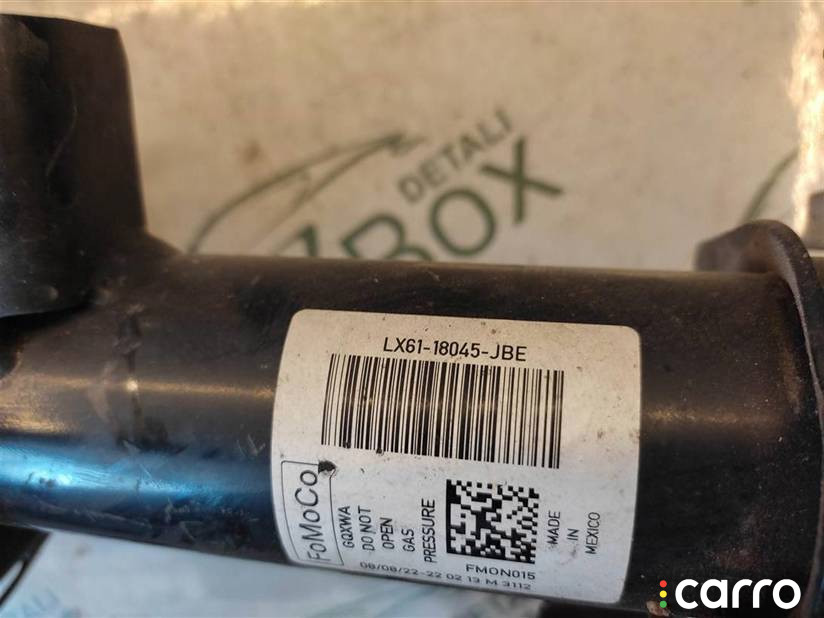 DETALI
BOX
LX61-18045-JBE
FoMoCo
GQXWA
DO NOT
OPEN
GAS
PRESSURE
FMON015
MADE
IN
MEXICO
08/08/22-22 02 13 M 3112
carro